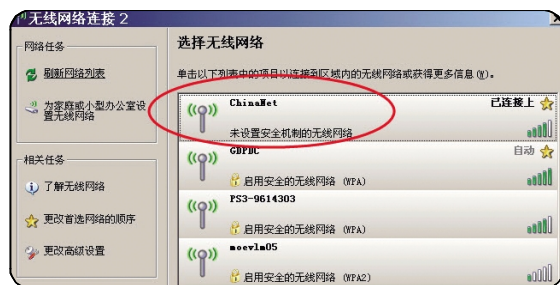 无线网络连接 2
网络任务
刷新网络列表
为家庭或小型办公室设
置无线网络
相关任务
了解无线网络
更改首选网络的顺序
更改高级设置
选择无线网络
单击以下列表中的项目以连接到区域内的无线网络或获得更多信息(W)。
ChinaNet
已连接上
未设置安全机制的无线网络
GDPDC
自动
启用安全的无线网络 (WPA)
PS3-9614303
启用安全的无线网络 (WPA)
启用安全的无线网络 (WPA2)